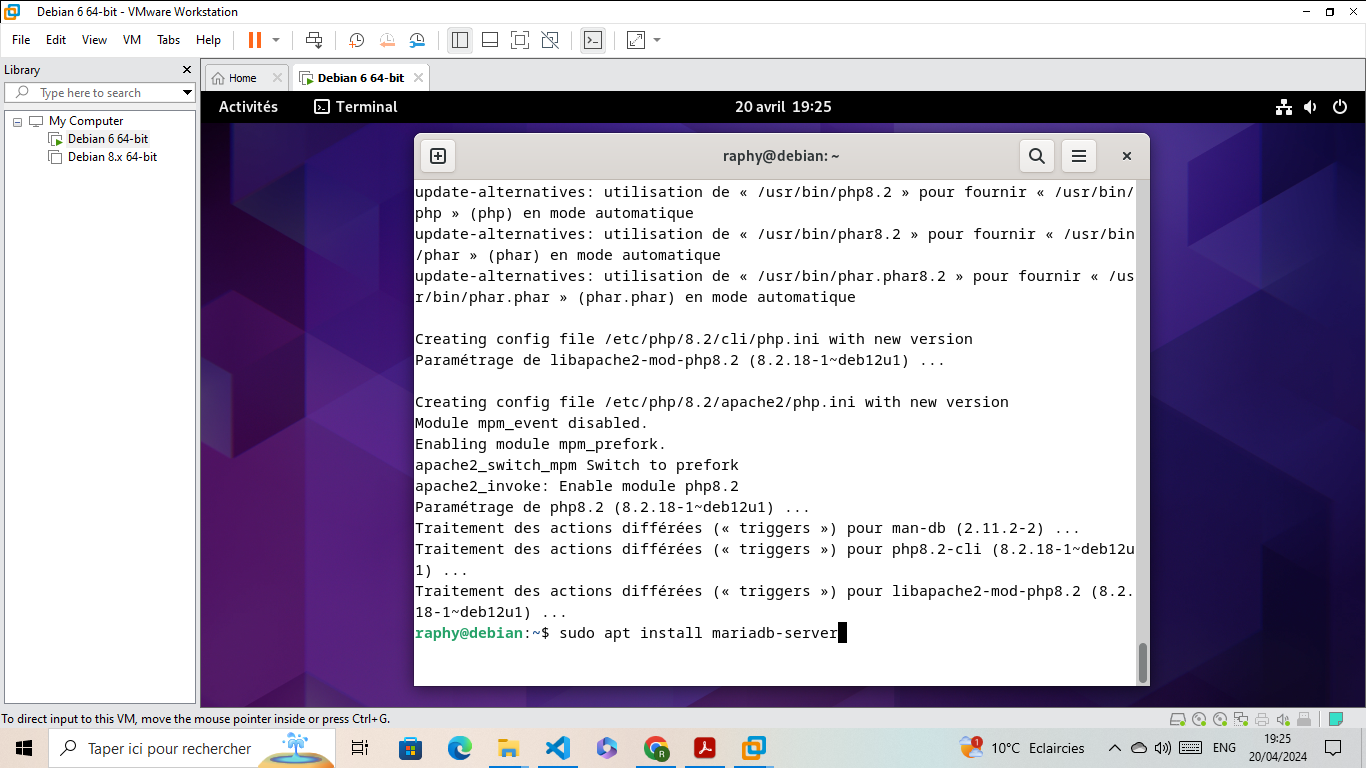 Debian 6 64-bit - VMware Workstation
File Edit View VM Tabs Help
Library
Type here to search
My Computer
Debian 6 64-bit
Debian 8.x 64-bit
Home
Debian 6 64-bit
Activités Terminal 20 avril 19:25
raphy@debian: ~
update-alternatives: utilisation de « /usr/bin/php8.2 » pour fournir « /usr/bin/
php » (php) en mode automatique
update-alternatives: utilisation de « /usr/bin/phar8.2 » pour fournir « /usr/bin
/phar » (phar) en mode automatique
update-alternatives: utilisation de « /usr/bin/phar.phar8.2 » pour fournir « /us
r/bin/phar.phar » (phar.phar) en mode automatique
Creating config file /etc/php/8.2/cli/php.ini with new version
Paramétrage de libapache2-mod-php8.2 (8.2.18-1~deb12u1) ...
Creating config file /etc/php/8.2/apache2/php.ini with new version
Module mpm_event disabled.
Enabling module mpm_prefork.
apache2_switch_mpm Switch to prefork
apache2_invoke: Enable module php8.2
Paramétrage de php8.2 (8.2.18-1~deb12u1) ...
Traitement des actions différées (« triggers ») pour man-db (2.11.2-2) ...
Traitement des actions différées (« triggers ») pour php8.2-cli (8.2.18-1~deb12u
1) ...
Traitement des actions différées (« triggers ») pour libapache2-mod-php8.2 (8.2.
18-1~deb12u1) ...
raphy@debian:~$ sudo apt install mariadb-server
To direct input to this VM, move the mouse pointer inside or press Ctrl+G.
Taper ici pour rechercher
R
1
10°C Eclaircies
ENG
19:25
20/04/2024